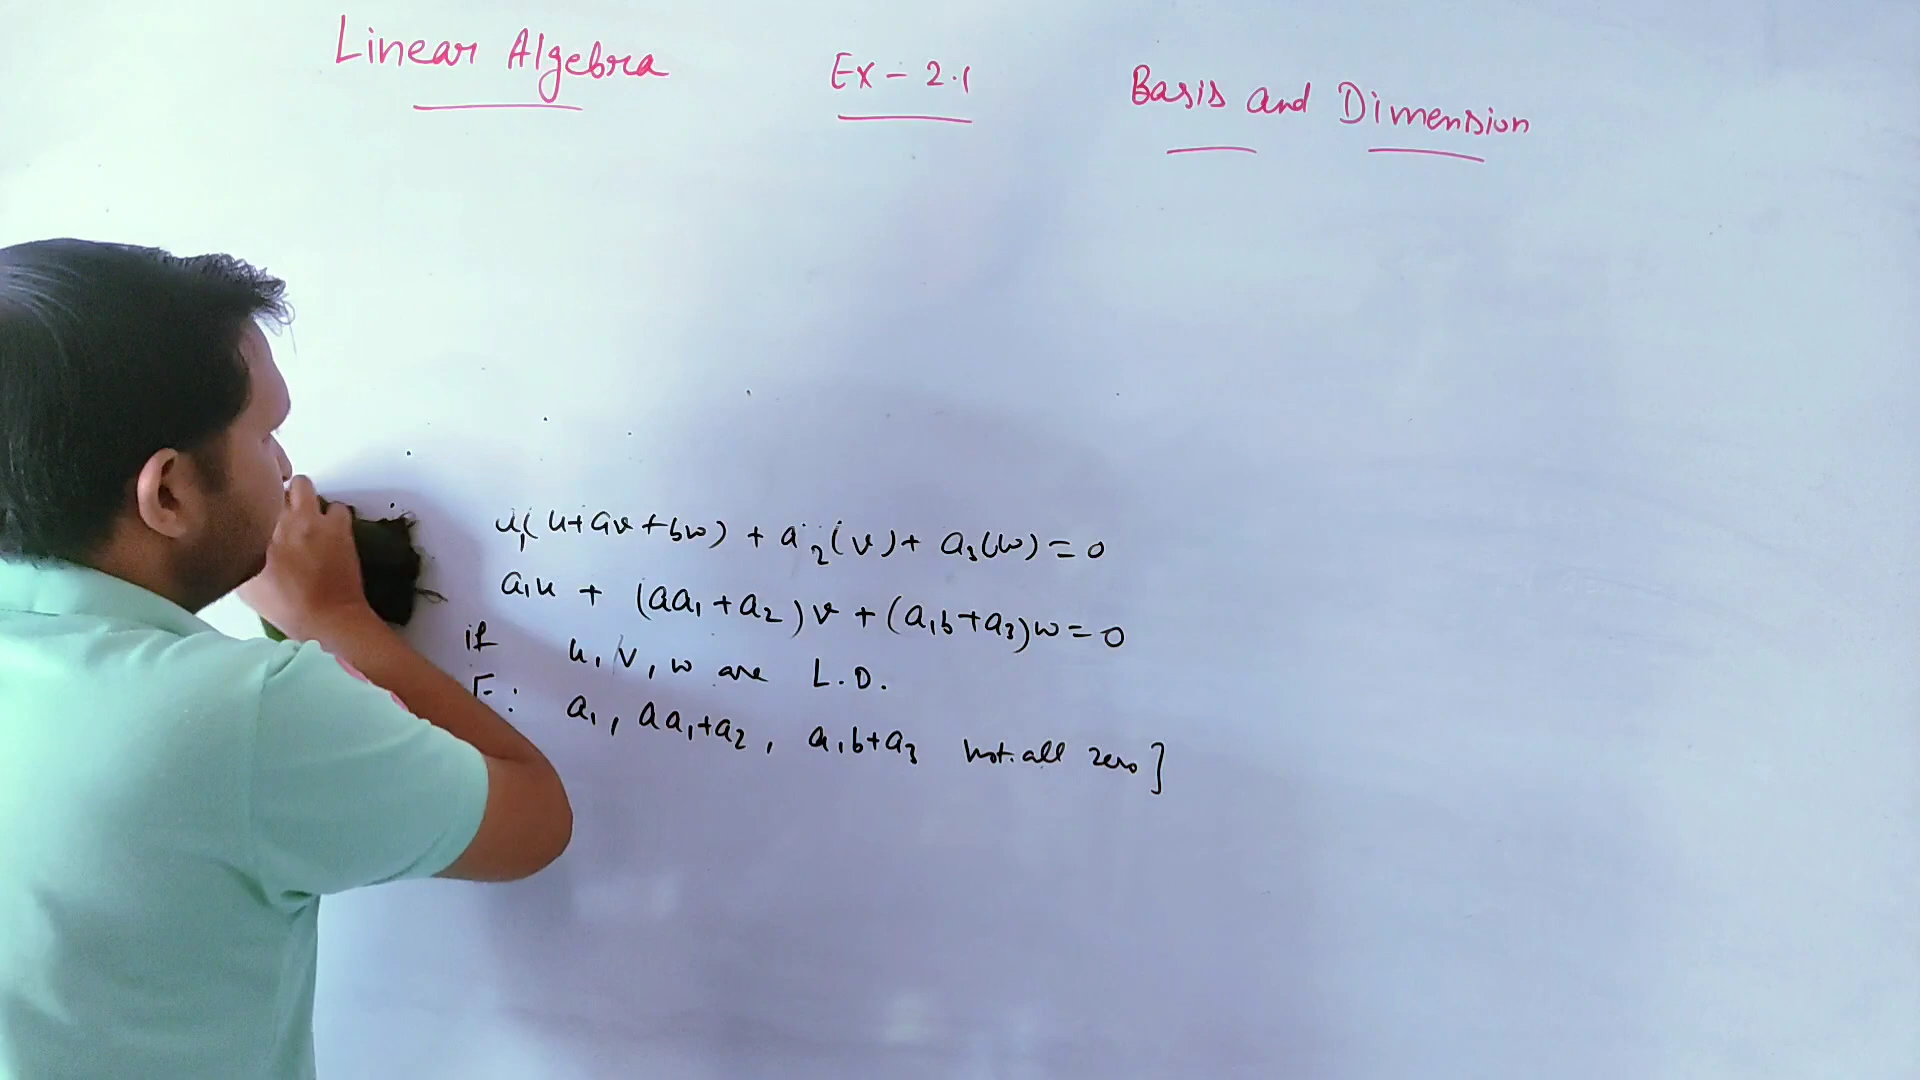 Linear Algebra Ex - 2.1 Basis and Dimension
a₁(u+av+bw) + a₂(v) + a₃(w) = 0
a₁u + (aa₁+a₂)v + (a₁b+a₃)w = 0
if u, v, w are L.D.
: a₁, aa₁+a₂, a₁b+a₃ not all zero]